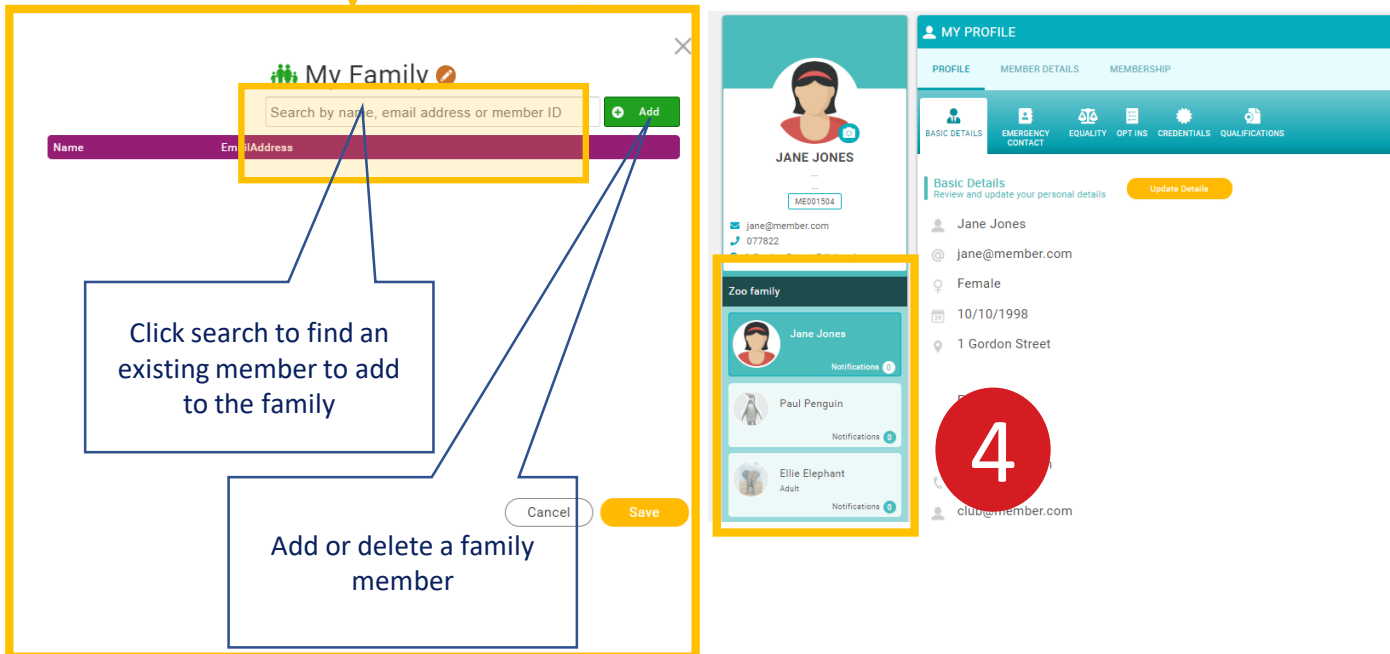 My Family
Search by name, email address or member ID
Add
Name
EmailAddress
Click search to find an
existing member to add
to the family
Cancel
Save
Add or delete a family
member
JANE JONES
...
...
ME001504
jane@member.com
077822
Zoo family
Jane Jones
Notifications 0
Paul Penguin
Notifications 0
Ellie Elephant
Adult
Notifications 0
MY PROFILE
PROFILE
MEMBER DETAILS
MEMBERSHIP
BASIC DETAILS
EMERGENCY
CONTACT
EQUALITY
OPT INS
CREDENTIALS
QUALIFICATIONS
Basic Details
Review and update your personal details
Update Details
Jane Jones
jane@member.com
Female
10/10/1998
1 Gordon Street
4
club@member.com